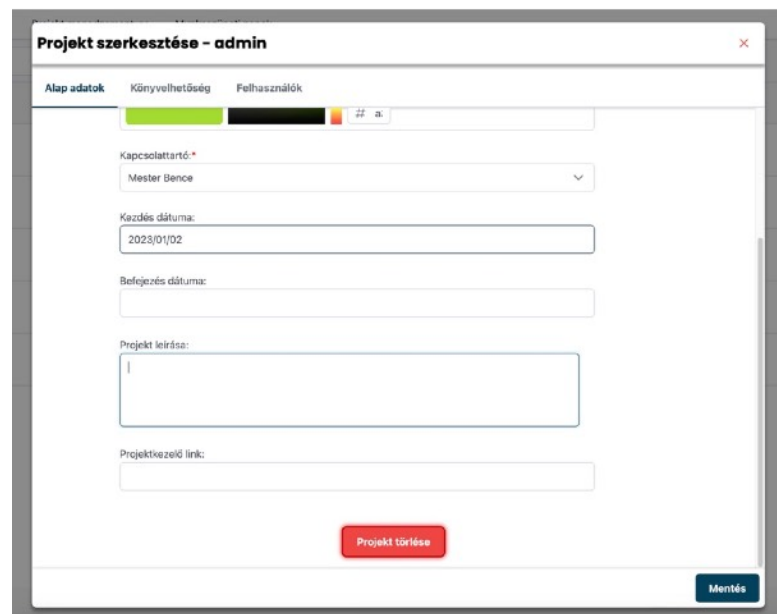 Projekt szerkesztése - admin
Alap adatok Könyvelhetőség Felhasználók
# a:
Kapcsolattartó:*
Mester Bence
Kezdés dátuma:
2023/01/02
Befejezés dátuma:
Projekt leírása:
Projektkezelő link:
Projekt törlése
Mentés